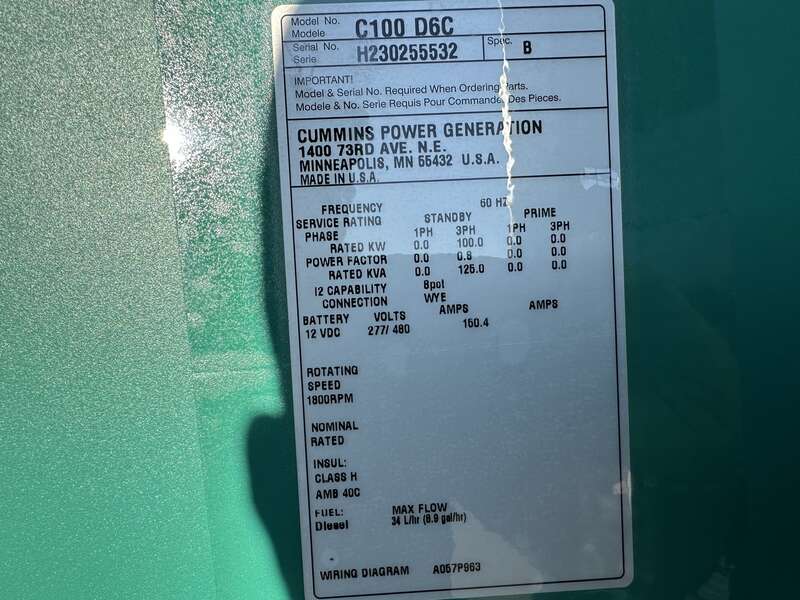 Model No. C100 D6C
Modele
Serial No. H230255532 Spec. B
Serie
IMPORTANT!
Model & Serial No. Required When Ordering Parts.
Modele & No. Serie Requis Pour Commander Des Pieces.
CUMMINS POWER GENERATION
1400 73RD AVE. N.E.
MINNEAPOLIS, MN 55432 U.S.A.
MADE IN U.S.A.
FREQUENCY 60 HZ
SERVICE RATING STANDBY PRIME
PHASE 1PH 3PH 1PH 3PH
RATED KW 0.0 100.0 0.0 0.0
POWER FACTOR 0.0 0.8 0.0 0.0
RATED KVA 0.0 125.0 0.0 0.0
I2 CAPABILITY 8pol
CONNECTION WYE
BATTERY VOLTS AMPS AMPS
12 VDC 277/ 480 150.4
ROTATING
SPEED
1800RPM
NOMINAL
RATED
INSUL:
CLASS H
AMB 40C
FUEL: MAX FLOW
Diesel 34 L/hr (8.9 gal/hr)
WIRING DIAGRAM A057P963